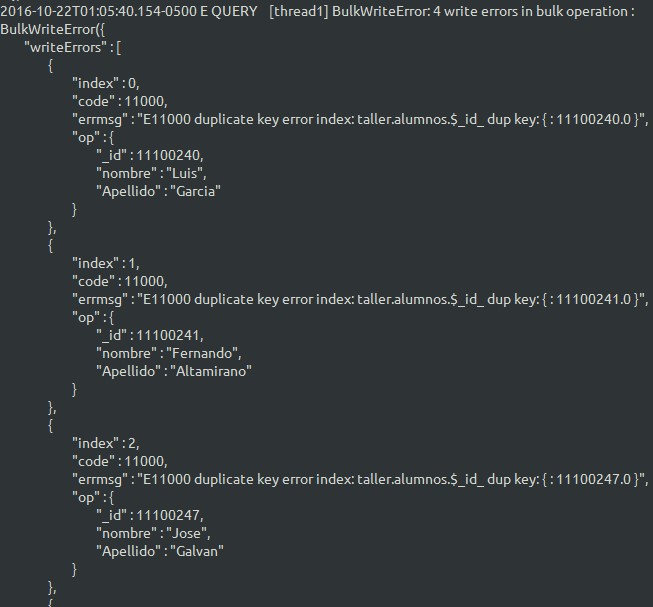 2016-10-22T01:05:40.154-0500 E QUERY [thread1] BulkWriteError: 4 write errors in bulk operation :
BulkWriteError({
"writeErrors" : [
{
"index" : 0,
"code" : 11000,
"errmsg" : "E11000 duplicate key error index: taller.alumnos.$_id_ dup key: { : 11100240.0 }",
"op" : {
"_id" : 11100240,
"nombre" : "Luis",
"Apellido" : "Garcia"
}
},
{
"index" : 1,
"code" : 11000,
"errmsg" : "E11000 duplicate key error index: taller.alumnos.$_id_ dup key: { : 11100241.0 }",
"op" : {
"_id" : 11100241,
"nombre" : "Fernando",
"Apellido" : "Altamirano"
}
},
{
"index" : 2,
"code" : 11000,
"errmsg" : "E11000 duplicate key error index: taller.alumnos.$_id_ dup key: { : 11100247.0 }",
"op" : {
"_id" : 11100247,
"nombre" : "Jose",
"Apellido" : "Galvan"
}
},
{